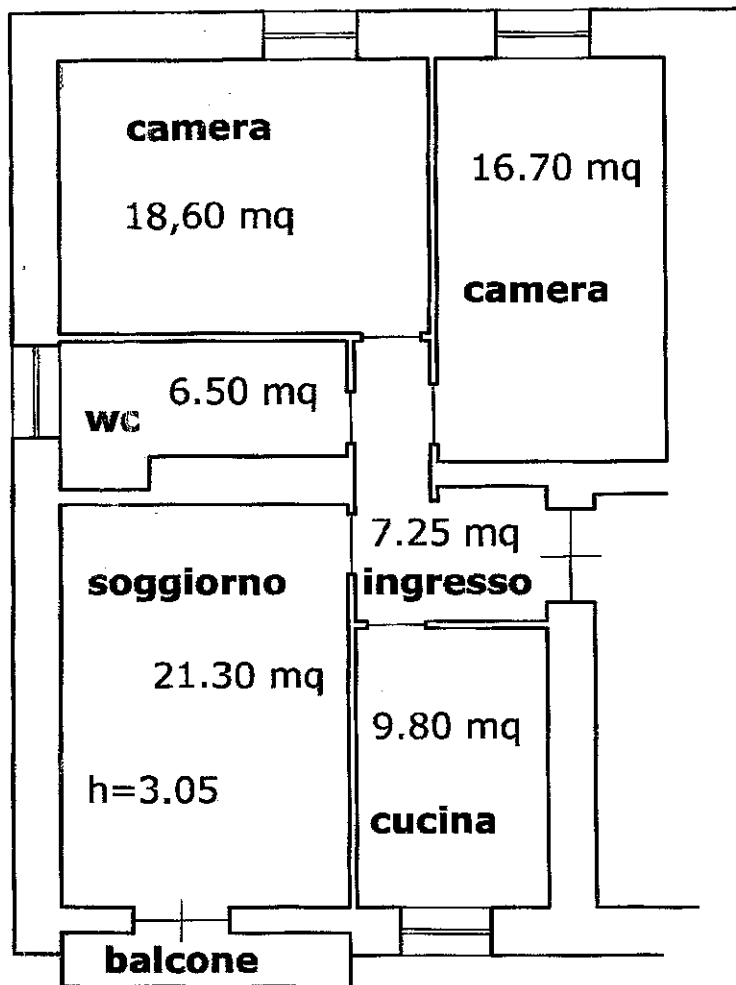 camera
18,60 mq
16.70 mq
camera
6.50 mq
wc
7.25 mq
ingresso
soggiorno
21.30 mq
h=3.05
9.80 mq
cucina
balcone